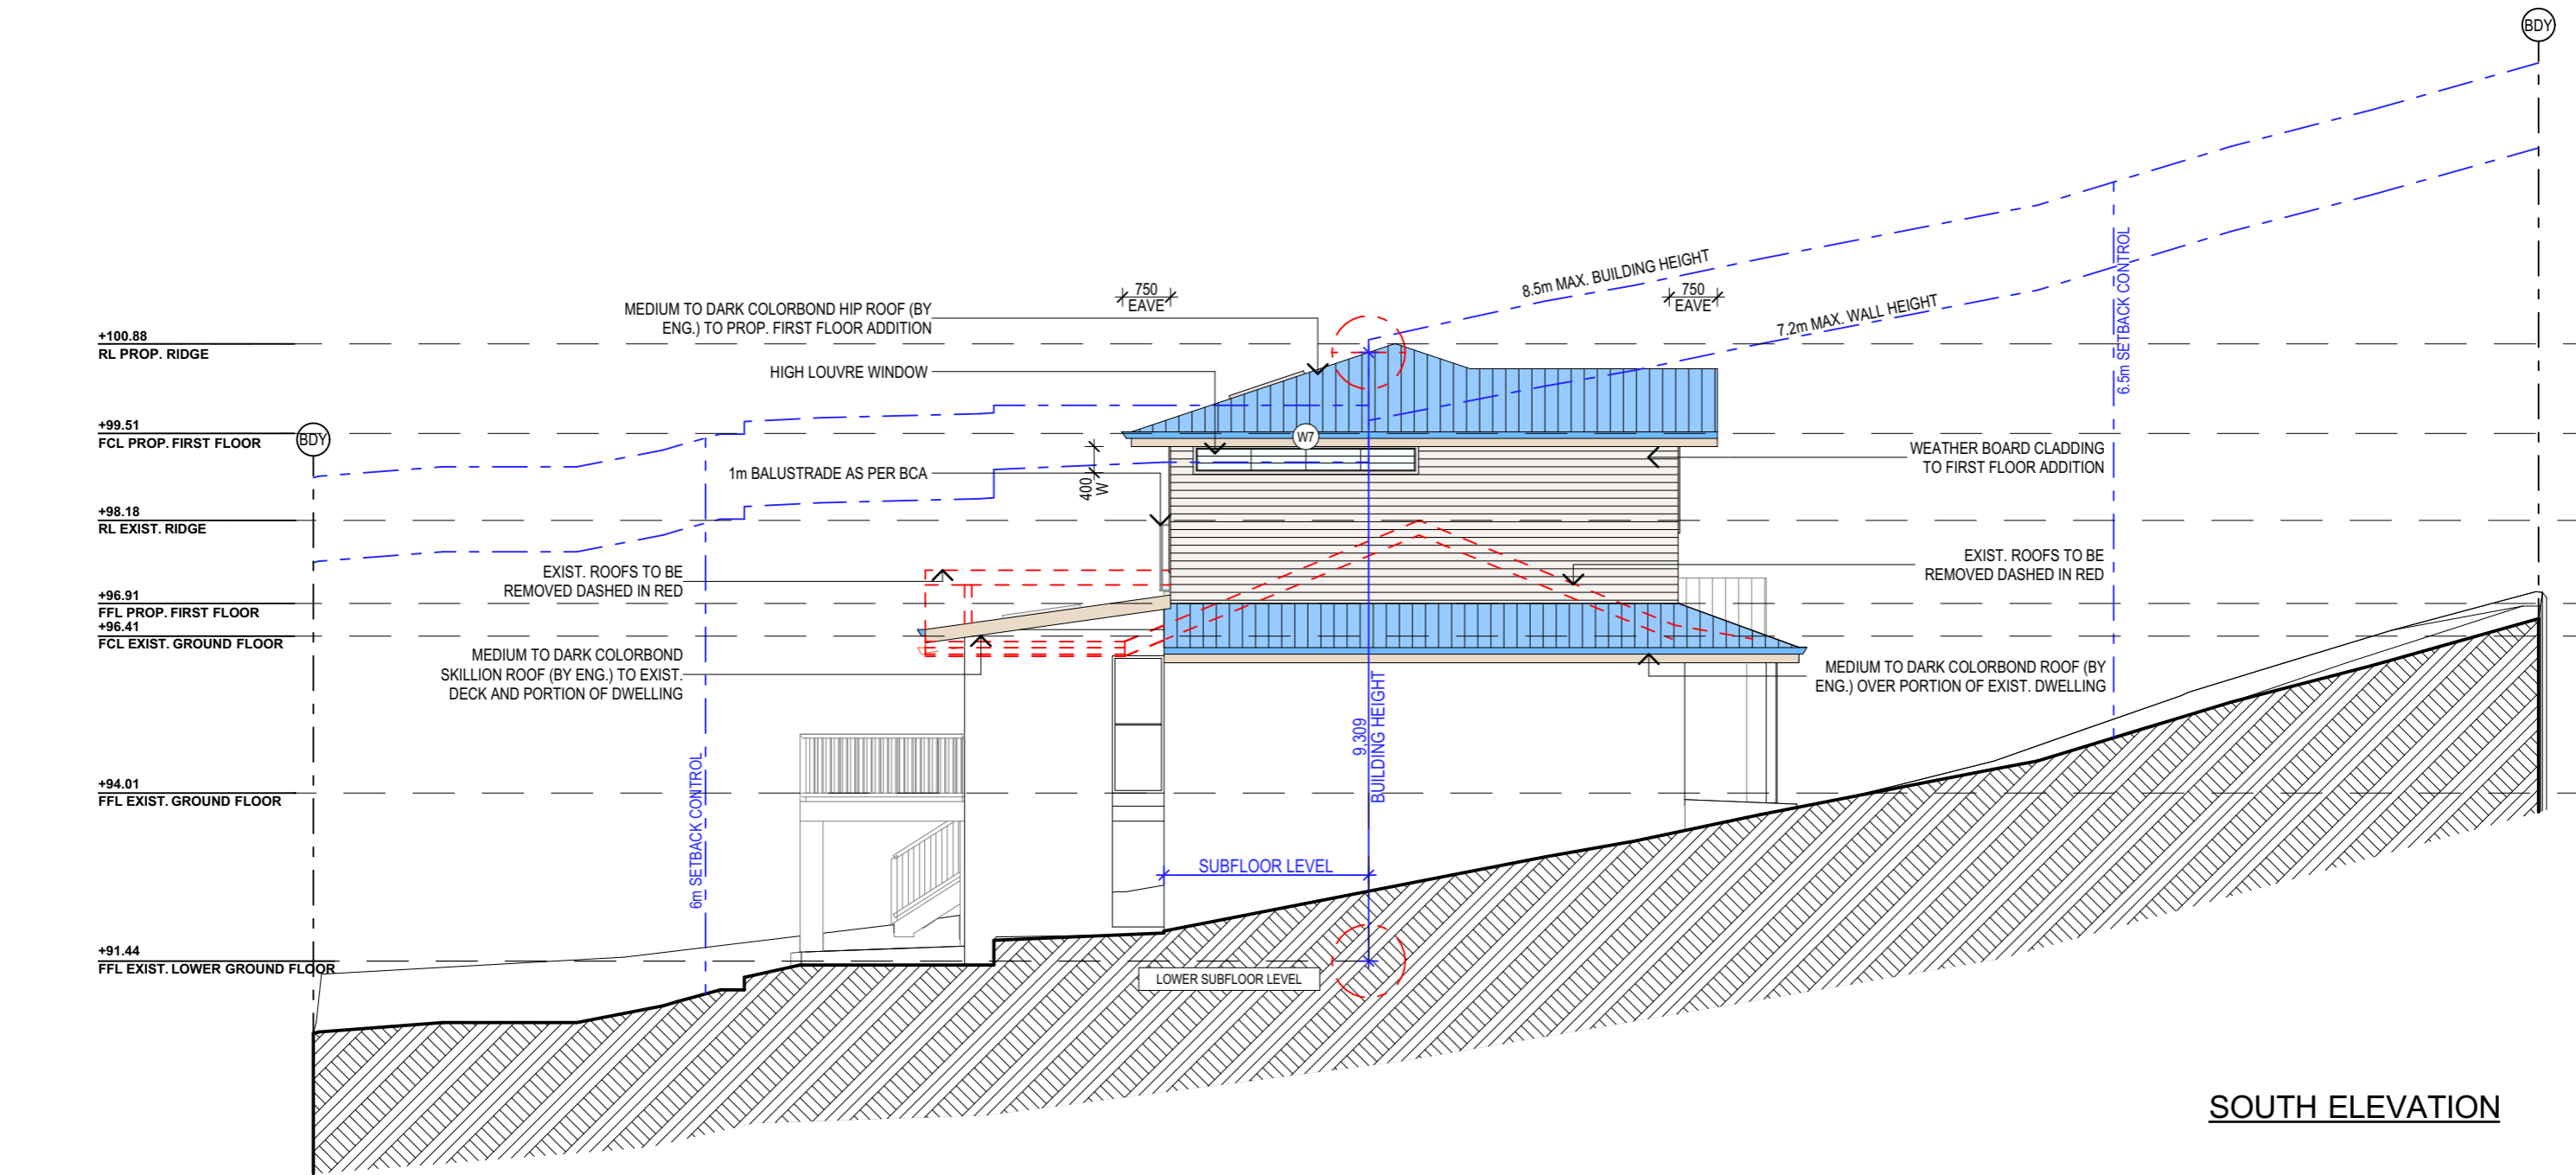 BDY
8.5m MAX. BUILDING HEIGHT
7.2m MAX. WALL HEIGHT
6.5m SETBACK CONTROL
750
EAVE
750
EAVE
MEDIUM TO DARK COLORBOND HIP ROOF (BY
ENG.) TO PROP. FIRST FLOOR ADDITION
+100.88
RL PROP. RIDGE
HIGH LOUVRE WINDOW
+99.51
FCL PROP. FIRST FLOOR
BDY
W7
WEATHER BOARD CLADDING
TO FIRST FLOOR ADDITION
1m BALUSTRADE AS PER BCA
400
W
+98.18
RL EXIST. RIDGE
EXIST. ROOFS TO BE
REMOVED DASHED IN RED
EXIST. ROOFS TO BE
REMOVED DASHED IN RED
+96.91
FFL PROP. FIRST FLOOR
+96.41
FCL EXIST. GROUND FLOOR
MEDIUM TO DARK COLORBOND
SKILLION ROOF (BY ENG.) TO EXIST.
DECK AND PORTION OF DWELLING
MEDIUM TO DARK COLORBOND ROOF (BY
ENG.) OVER PORTION OF EXIST. DWELLING
9,309
BUILDING HEIGHT
+94.01
FFL EXIST. GROUND FLOOR
6m SETBACK CONTROL
SUBFLOOR LEVEL
+91.44
FFL EXIST. LOWER GROUND FLOOR
LOWER SUBFLOOR LEVEL
SOUTH ELEVATION